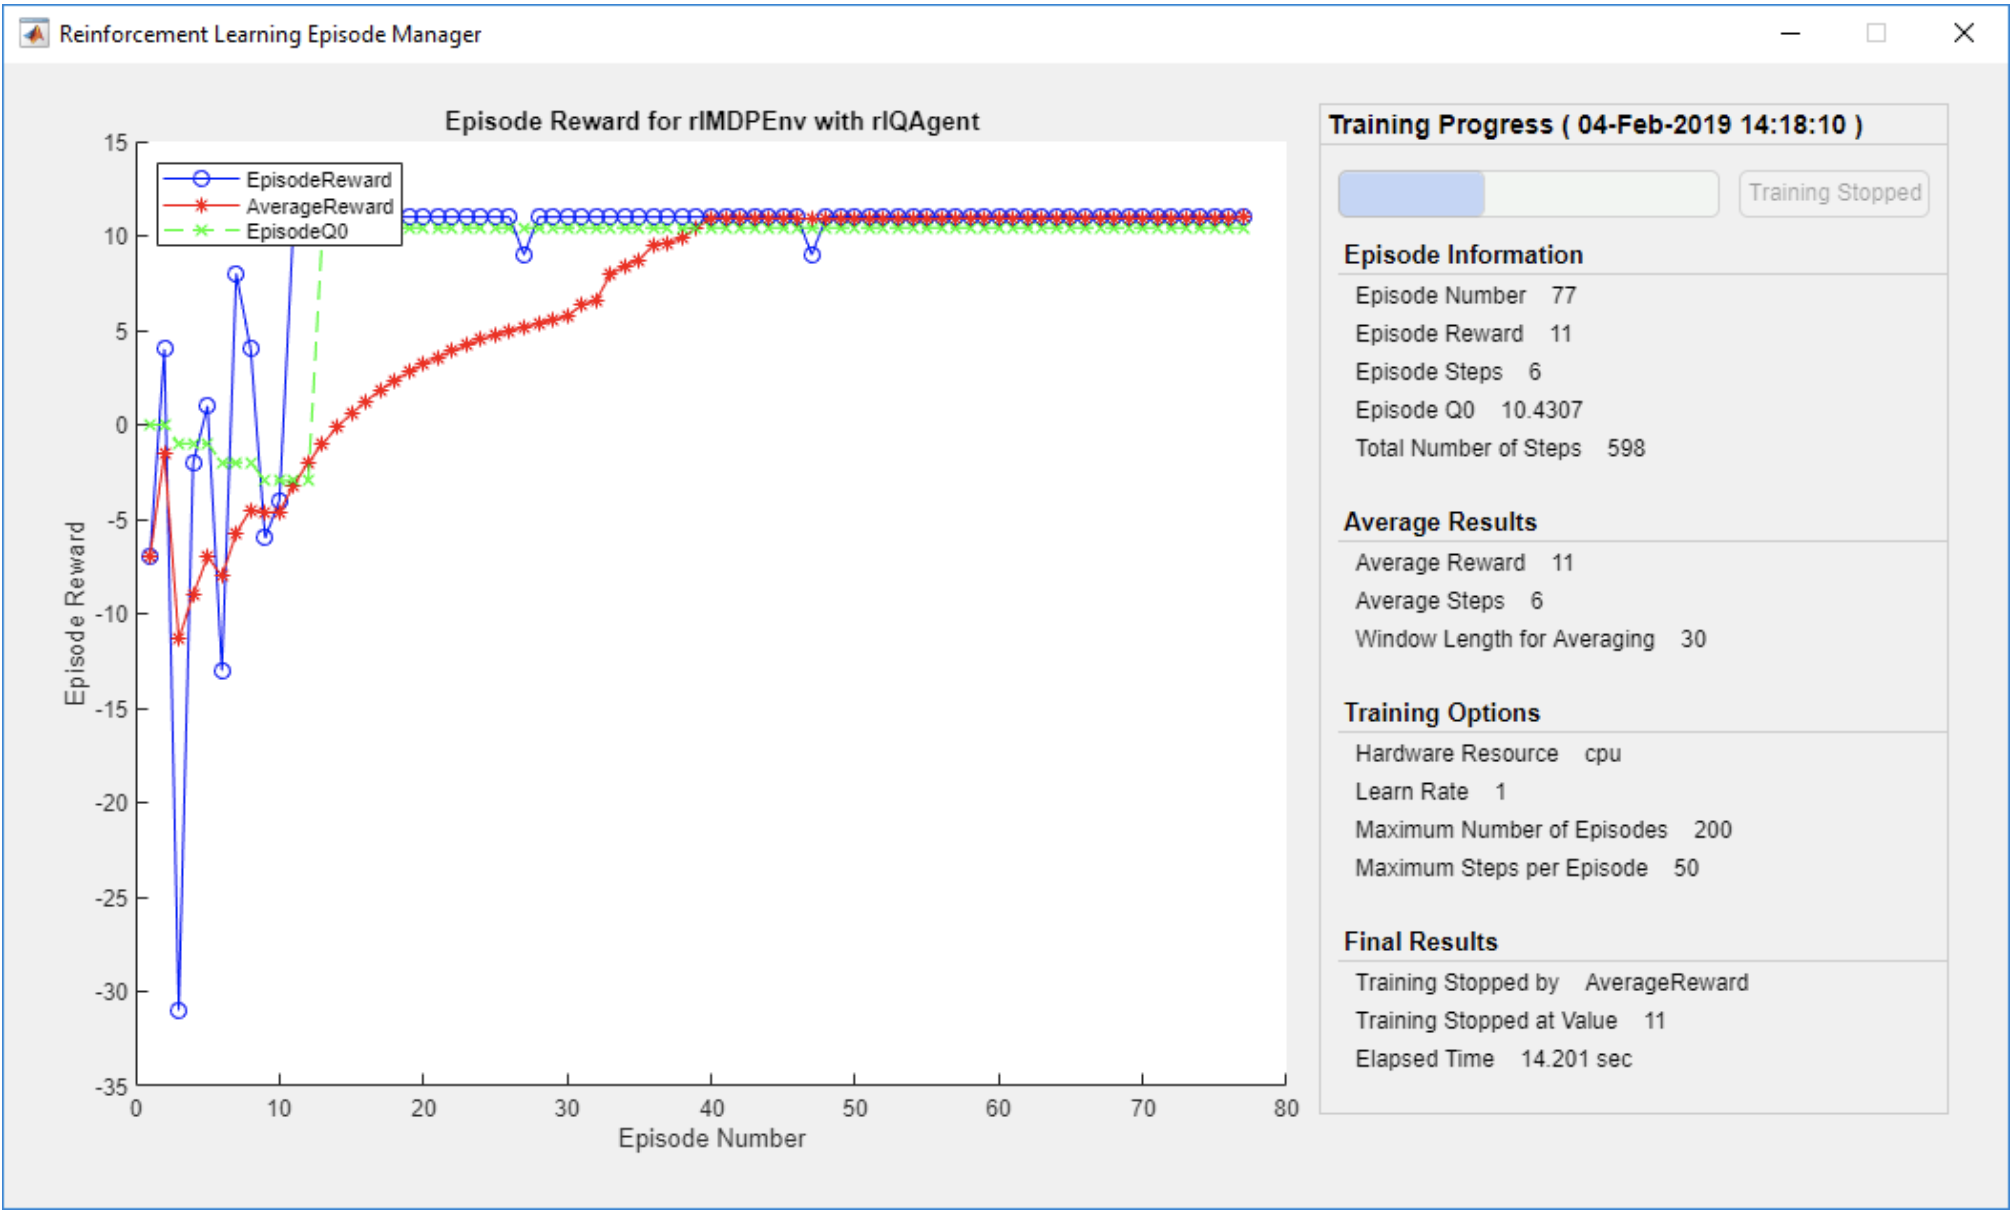 Reinforcement Learning Episode Manager
Episode Reward for rlMDPEnv with rlQAgent
15
10
5
0
-5
-10
-15
-20
-25
-30
-35
Episode Reward
EpisodeReward
AverageReward
EpisodeQ0
0 10 20 30 40 50 60 70 80
Episode Number
Training Progress ( 04-Feb-2019 14:18:10 )
Training Stopped
Episode Information
Episode Number 77
Episode Reward 11
Episode Steps 6
Episode Q0 10.4307
Total Number of Steps 598
Average Results
Average Reward 11
Average Steps 6
Window Length for Averaging 30
Training Options
Hardware Resource cpu
Learn Rate 1
Maximum Number of Episodes 200
Maximum Steps per Episode 50
Final Results
Training Stopped by AverageReward
Training Stopped at Value 11
Elapsed Time 14.201 sec